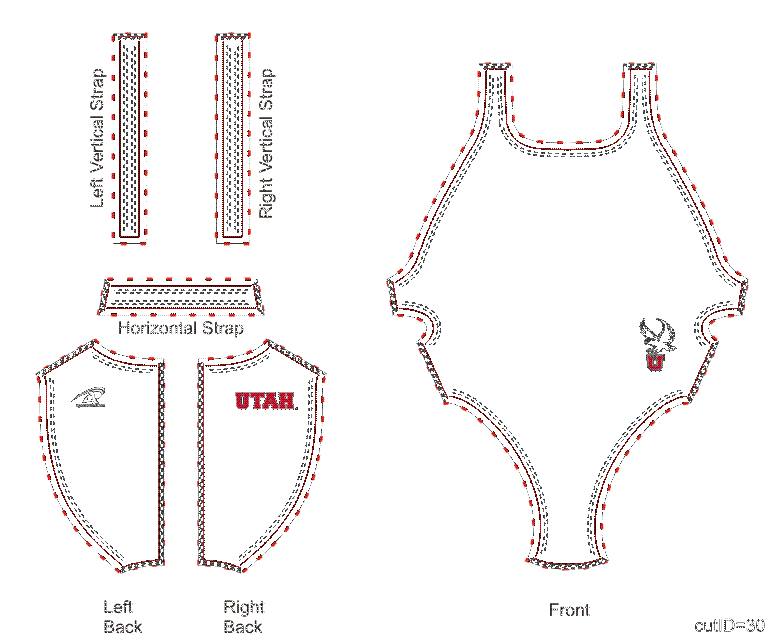 Left Vertical Strap
Right Vertical Strap
Horizontal Strap
UTAH
U
Left
Back
Right
Back
Front
cutID=30